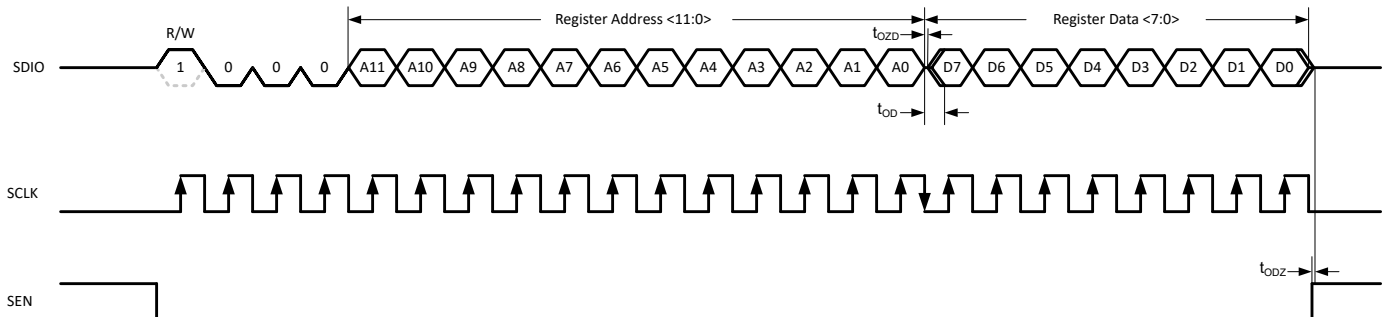 Register Address <11:0>
Register Data <7:0>
R/W
tOZD
SDIO
1 0 0 0 A11 A10 A9 A8 A7 A6 A5 A4 A3 A2 A1 A0 D7 D6 D5 D4 D3 D2 D1 D0
tOD
SCLK
tODZ
SEN